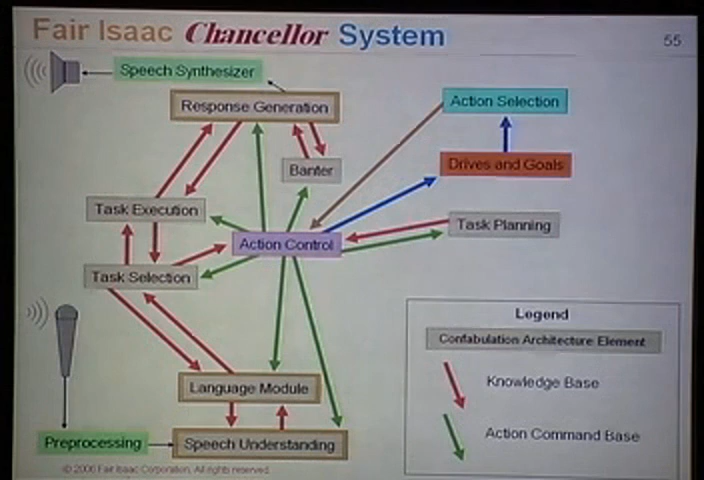 Fair Isaac Chancellor System
55
Speech Synthesizer
Response Generation
Action Selection
Banter
Drives and Goals
Task Execution
Task Planning
Action Control
Task Selection
Legend
Confabulation Architecture Element
Knowledge Base
Language Module
Action Command Base
Preprocessing
Speech Understanding
© 2006 Fair Isaac Corporation. All rights reserved.